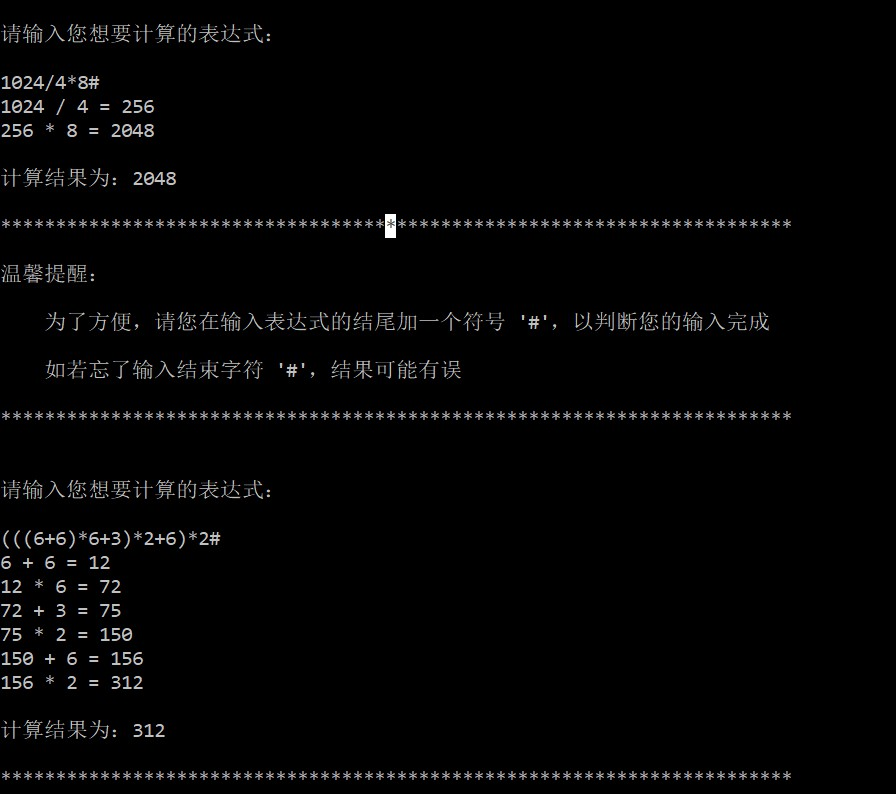 请输入您想要计算的表达式：
1024/4*8#
1024 / 4 = 256
256 * 8 = 2048
计算结果为：2048
************************************************************************
温馨提醒：
为了方便，请您在输入表达式的结尾加一个符号 '#'，以判断您的输入完成
如若忘了输入结束字符 '#'，结果可能有误
************************************************************************
请输入您想要计算的表达式：
(((6+6)*6+3)*2+6)*2#
6 + 6 = 12
12 * 6 = 72
72 + 3 = 75
75 * 2 = 150
150 + 6 = 156
156 * 2 = 312
计算结果为：312
************************************************************************